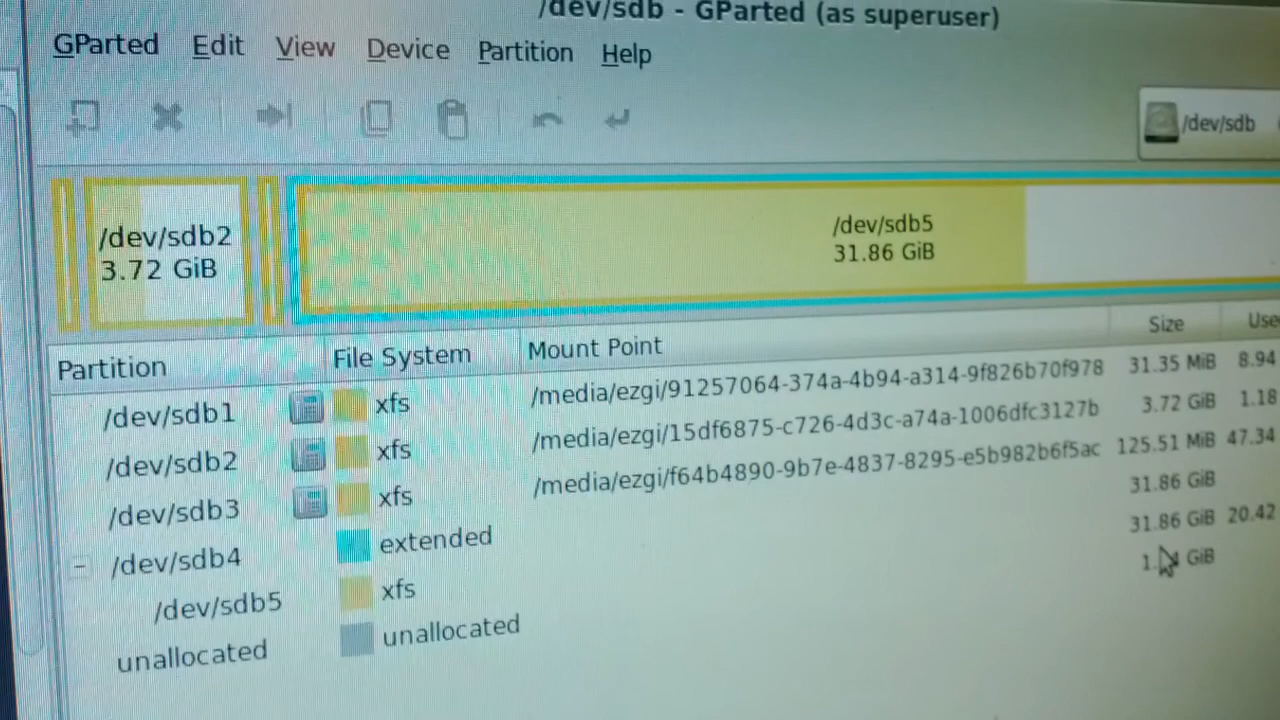 /dev/sdb - GParted (as superuser)
GParted Edit View Device Partition Help
/dev/sdb
/dev/sdb2
3.72 GiB
/dev/sdb5
31.86 GiB
Partition File System Mount Point Size
/dev/sdb1 xfs /media/ezgi/91257064-374a-4b94-a314-9f826b70f978 31.35 MiB 8.94
/dev/sdb2 xfs /media/ezgi/15df6875-c726-4d3c-a74a-1006dfc3127b 3.72 GiB 1.18
/dev/sdb3 xfs /media/ezgi/f64b4890-9b7e-4837-8295-e5b982b6f5ac 125.51 MiB 47.34
/dev/sdb4 extended 31.86 GiB
/dev/sdb5 xfs 31.86 GiB 20.42
unallocated unallocated GiB